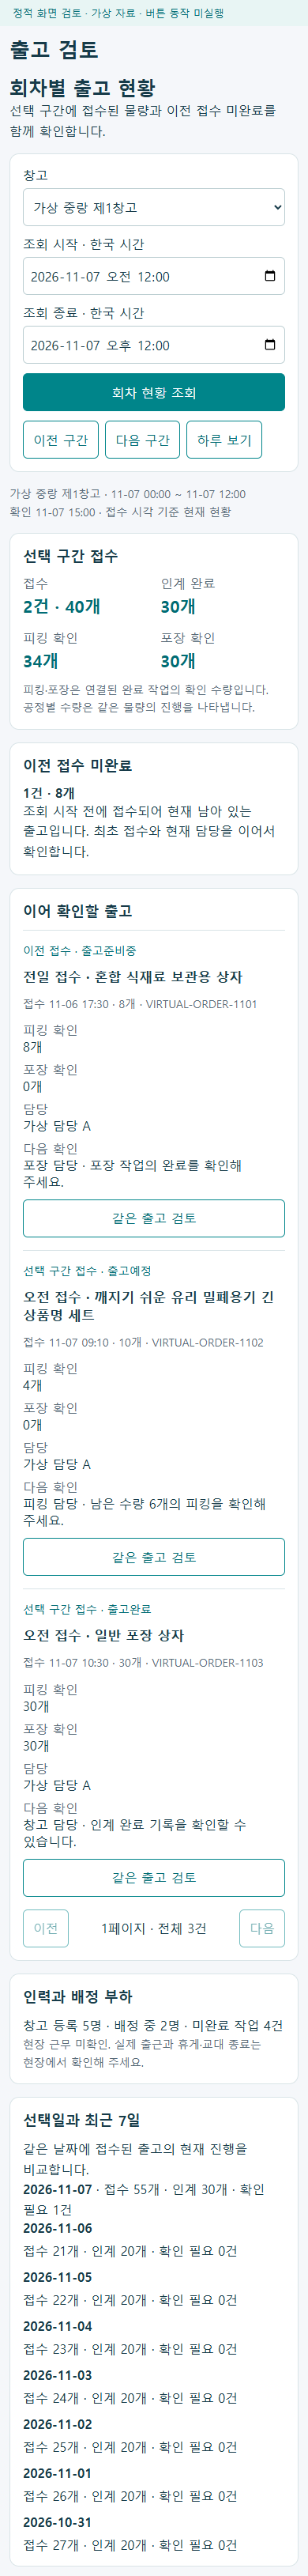 정적 화면 검토 · 가상 자료 · 버튼 동작 미실행
출고 검토
회차별 출고 현황
선택 구간에 접수된 물량과 이전 접수 미완료를
함께 확인합니다.
창고
가상 중랑 제1창고
조회 시작 · 한국 시간
2026-11-07 오전 12:00
조회 종료 · 한국 시간
2026-11-07 오후 12:00
회차 현황 조회
이전 구간 다음 구간 하루 보기
가상 중랑 제1창고 · 11-07 00:00 ~ 11-07 12:00
확인 11-07 15:00 · 접수 시각 기준 현재 현황
선택 구간 접수
접수 인계 완료
2건 · 40개 30개
피킹 확인 포장 확인
34개 30개
피킹·포장은 연결된 완료 작업의 확인 수량입니다.
공정별 수량은 같은 물량의 진행을 나타냅니다.
이전 접수 미완료
1건 · 8개
조회 시작 전에 접수되어 현재 남아 있는
출고입니다. 최초 접수와 현재 담당을 이어서
확인합니다.
이어 확인할 출고
이전 접수 · 출고준비중
전일 접수 · 혼합 식재료 보관용 상자
접수 11-06 17:30 · 8개 · VIRTUAL-ORDER-1101
피킹 확인
8개
포장 확인
0개
담당
가상 담당 A
다음 확인
포장 담당 · 포장 작업의 완료를 확인해
주세요.
같은 출고 검토
선택 구간 접수 · 출고예정
오전 접수 · 깨지기 쉬운 유리 밀폐용기 긴
상품명 세트
접수 11-07 09:10 · 10개 · VIRTUAL-ORDER-1102
피킹 확인
4개
포장 확인
0개
담당
가상 담당 A
다음 확인
피킹 담당 · 남은 수량 6개의 피킹을 확인해
주세요.
같은 출고 검토
선택 구간 접수 · 출고완료
오전 접수 · 일반 포장 상자
접수 11-07 10:30 · 30개 · VIRTUAL-ORDER-1103
피킹 확인
30개
포장 확인
30개
담당
가상 담당 A
다음 확인
창고 담당 · 인계 완료 기록을 확인할 수
있습니다.
같은 출고 검토
이전 1페이지 · 전체 3건 다음
인력과 배정 부하
창고 등록 5명 · 배정 중 2명 · 미완료 작업 4건
현장 근무 미확인. 실제 출근과 휴게·교대 종료는
현장에서 확인해 주세요.
선택일과 최근 7일
같은 날짜에 접수된 출고의 현재 진행을
비교합니다.
2026-11-07 · 접수 55개 · 인계 30개 · 확인
필요 1건
2026-11-06
접수 21개 · 인계 20개 · 확인 필요 0건
2026-11-05
접수 22개 · 인계 20개 · 확인 필요 0건
2026-11-04
접수 23개 · 인계 20개 · 확인 필요 0건
2026-11-03
접수 24개 · 인계 20개 · 확인 필요 0건
2026-11-02
접수 25개 · 인계 20개 · 확인 필요 0건
2026-11-01
접수 26개 · 인계 20개 · 확인 필요 0건
2026-10-31
접수 27개 · 인계 20개 · 확인 필요 0건